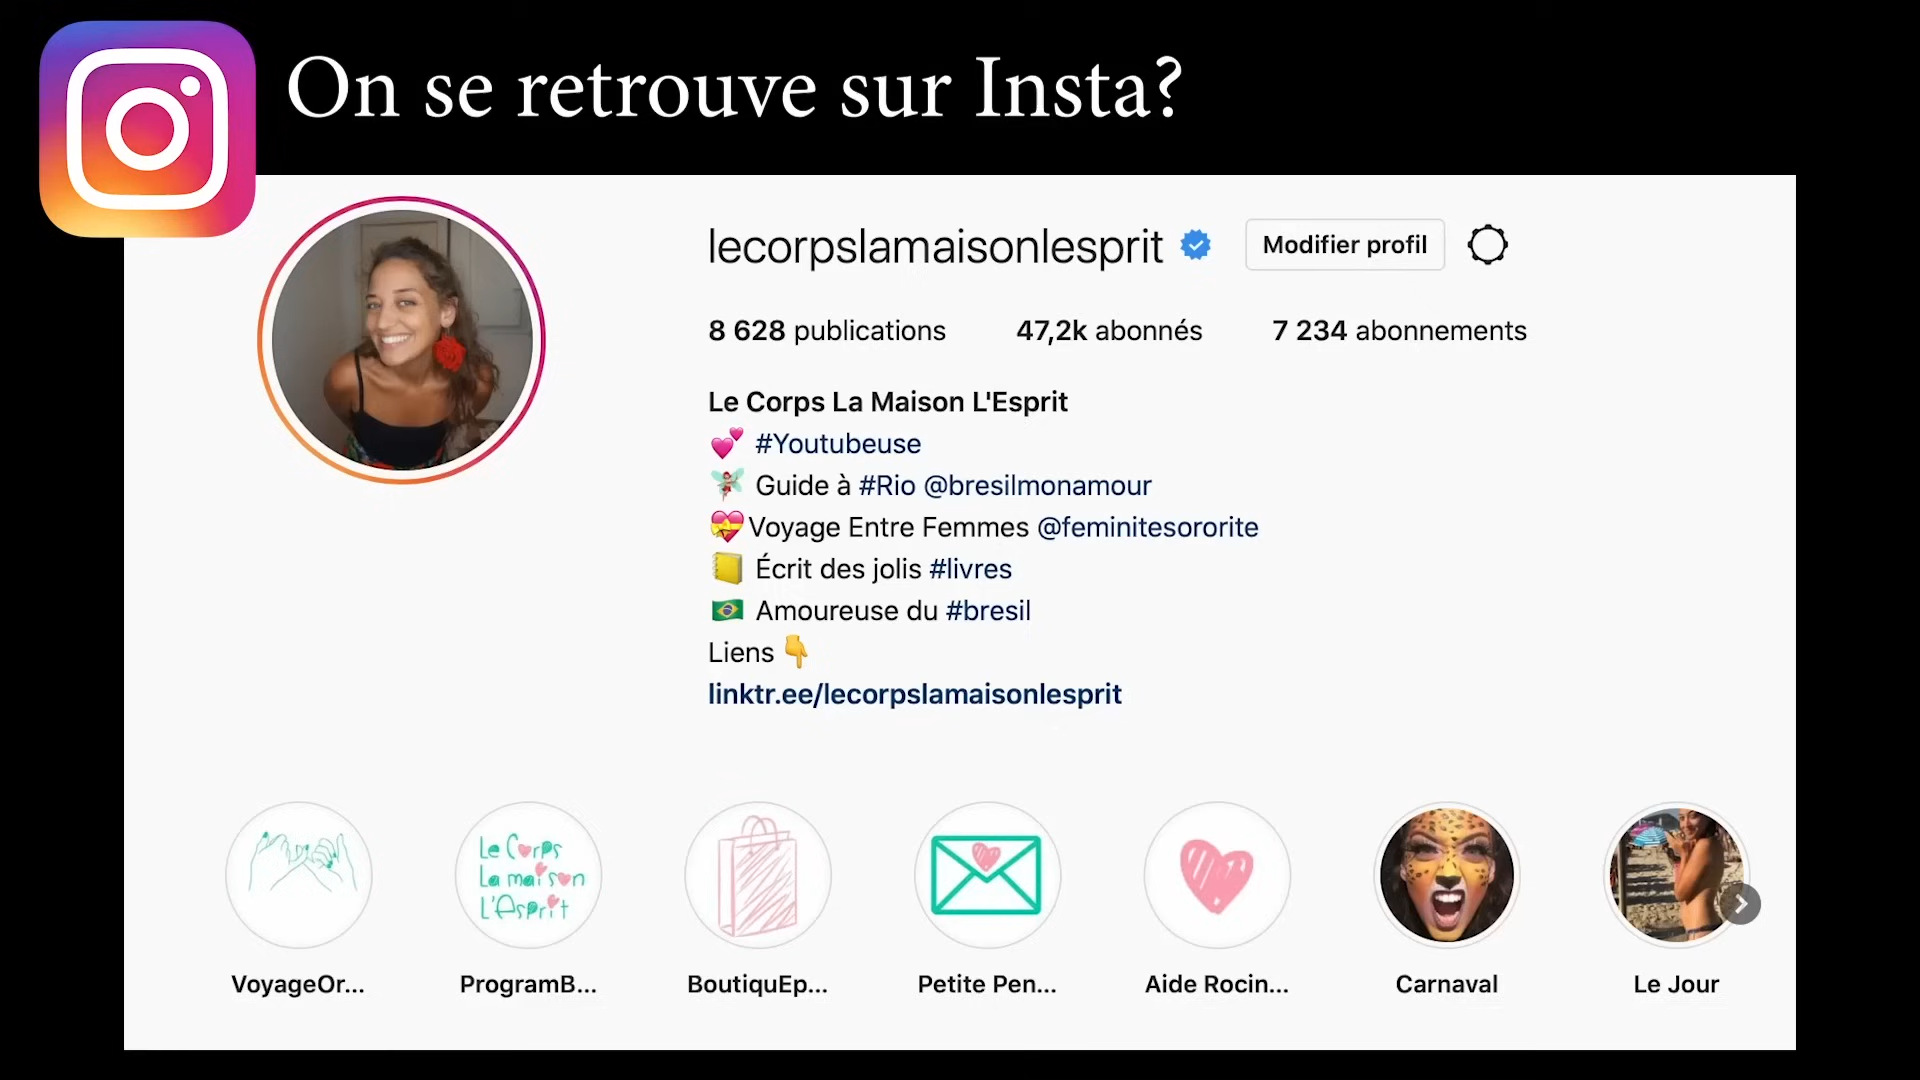 On se retrouve sur Insta?
lecorpslamaisonlesprit
Modifier profil
8 628 publications 47,2k abonnés 7 234 abonnements
Le Corps La Maison L'Esprit
💕 #Youtubeuse
🧚 Guide à #Rio @bresilmonamour
💝Voyage Entre Femmes @feminitesororite
📒 Écrit des jolis #livres
🇧🇷 Amoureuse du #bresil
Liens 👇
linktr.ee/lecorpslamaisonlesprit
Le Corps
La maison
L'Esprit
VoyageOr... ProgramB... BoutiquEp... Petite Pen... Aide Rocin... Carnaval Le Jour